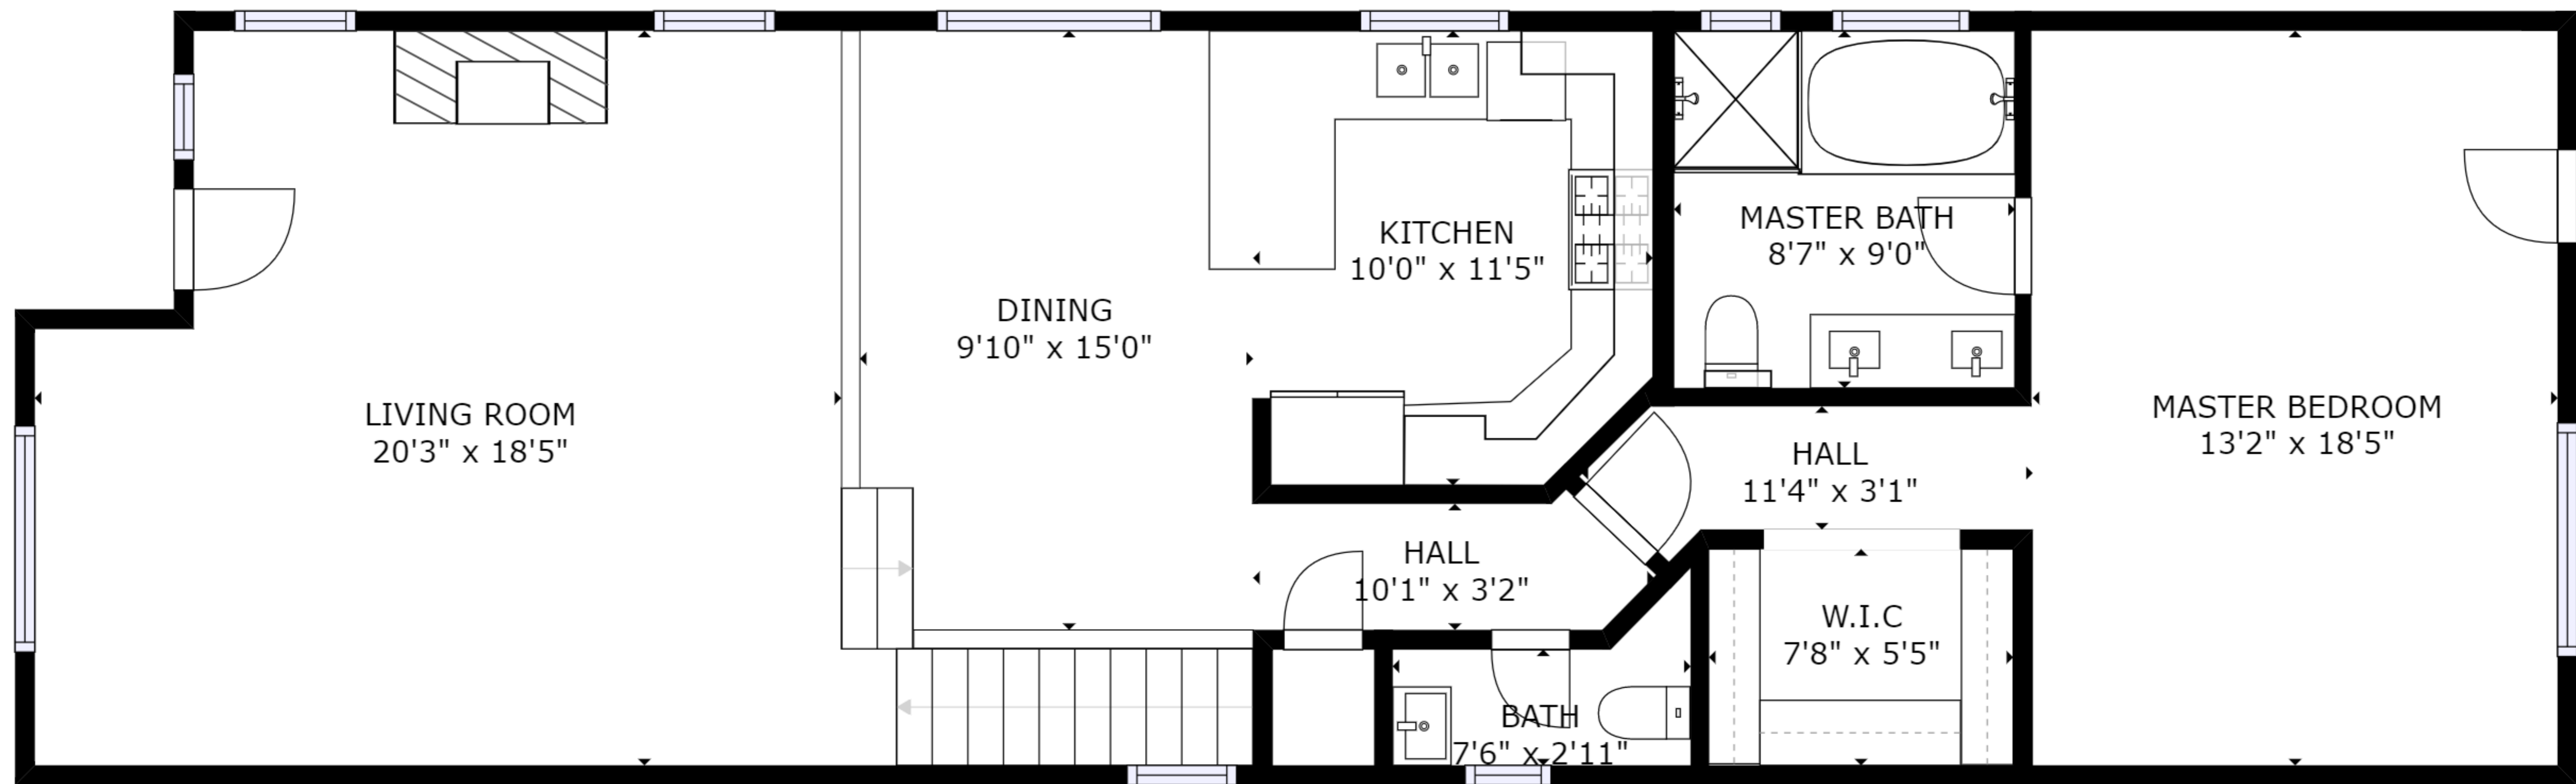 LIVING ROOM
20'3" x 18'5"
DINING
9'10" x 15'0"
KITCHEN
10'0" x 11'5"
MASTER BATH
8'7" x 9'0"
MASTER BEDROOM
13'2" x 18'5"
HALL
11'4" x 3'1"
HALL
10'1" x 3'2"
W.I.C
7'8" x 5'5"
BATH
7'6" x 2'11"